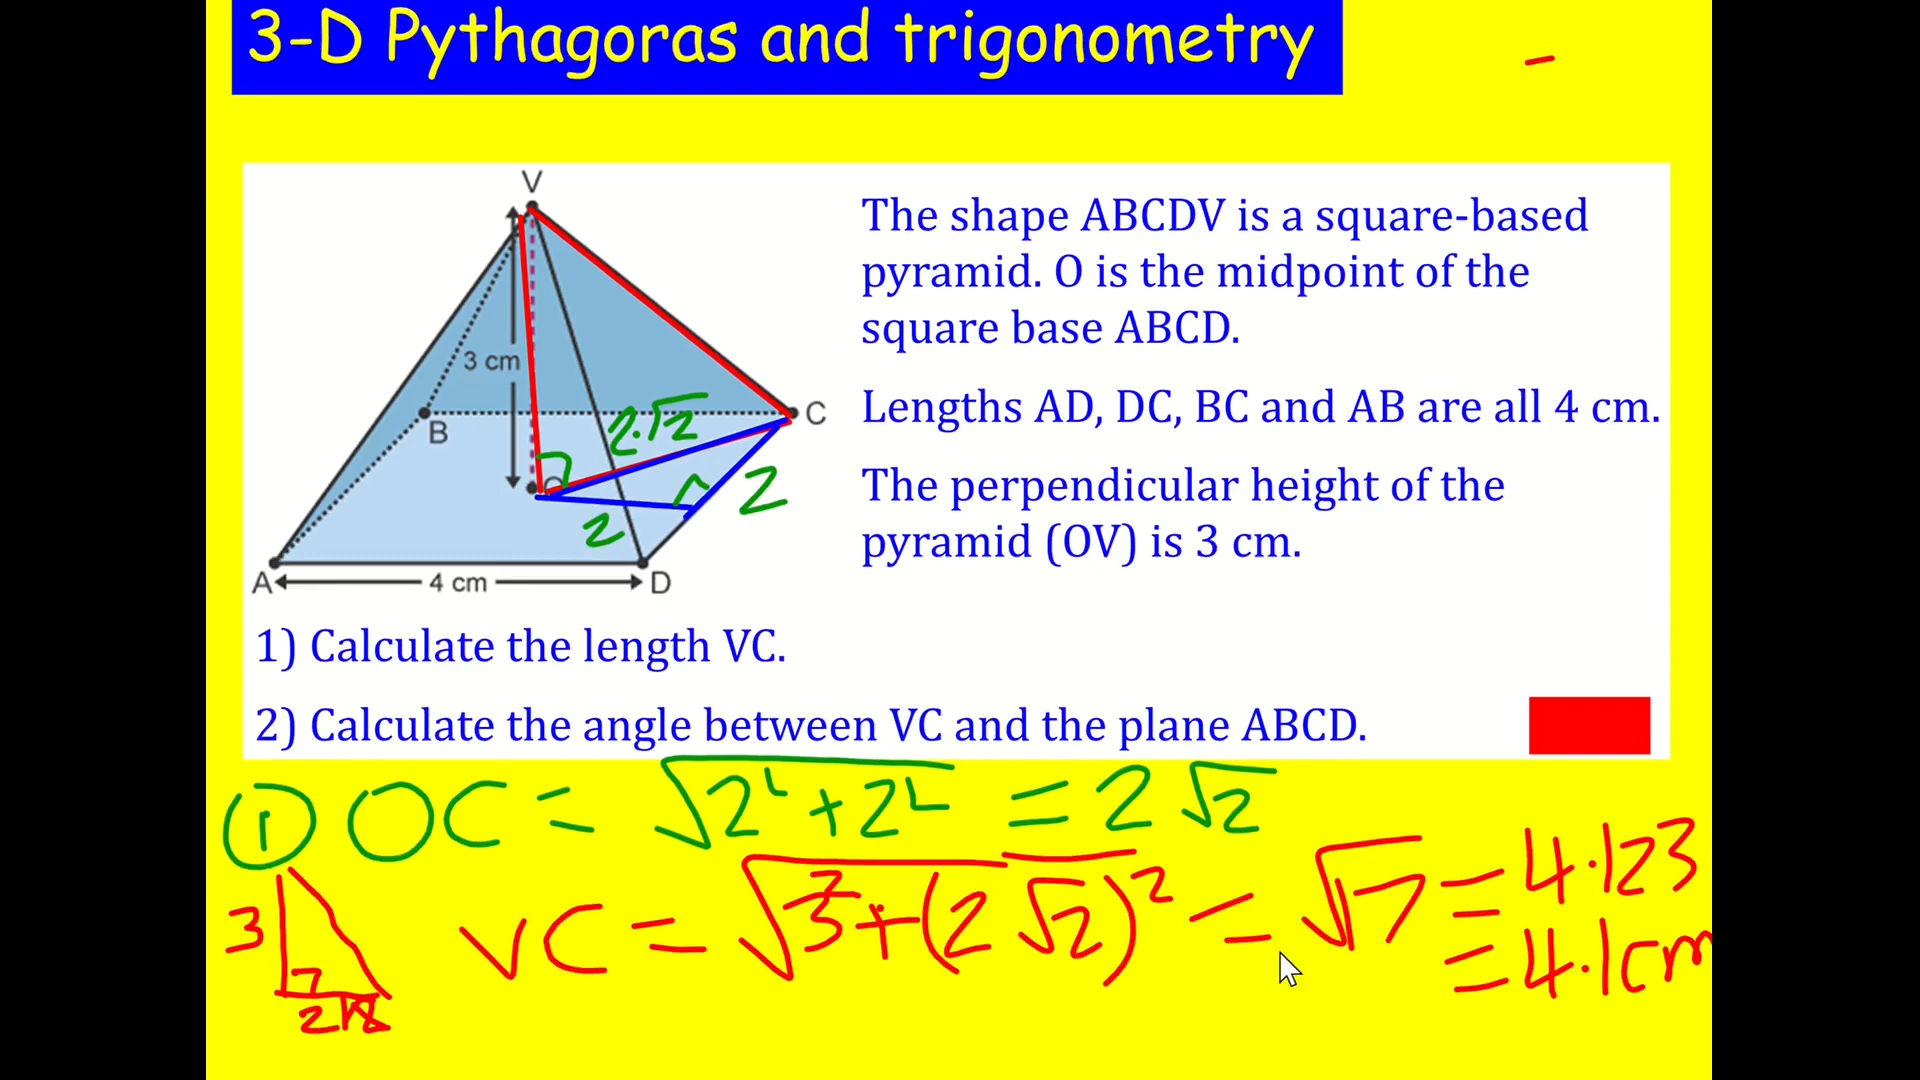 3-D Pythagoras and trigonometry
V
3 cm
B
C
2.√2
O
2
2
A
4 cm
D
The shape ABCDV is a square-based
pyramid. O is the midpoint of the
square base ABCD.
Lengths AD, DC, BC and AB are all 4 cm.
The perpendicular height of the
pyramid (OV) is 3 cm.
1) Calculate the length VC.
2) Calculate the angle between VC and the plane ABCD.
① OC = √2²+2² = 2√2
VC = √3²+(2√2)² = √17 = 4.123
= 4.1cm
3
2√2